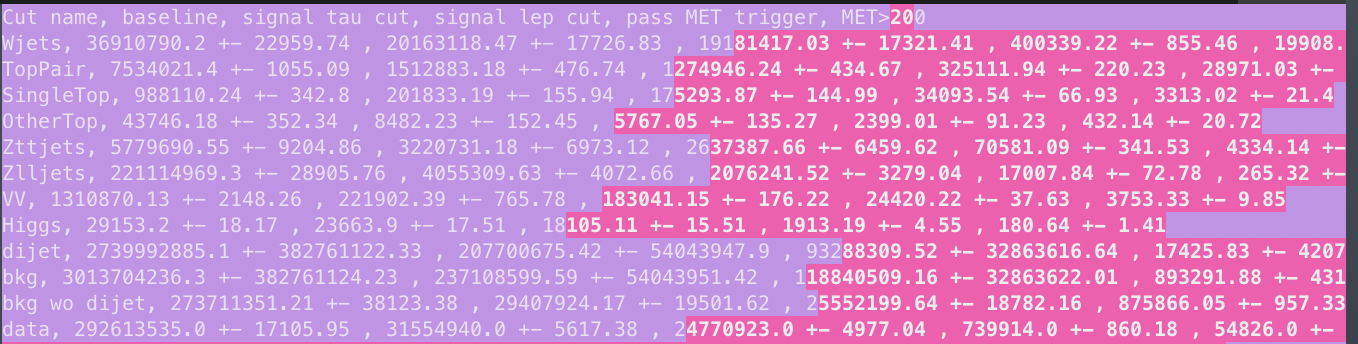 Cut name, baseline, signal tau cut, signal lep cut, pass MET trigger, MET>200
Wjets, 36910790.2 +– 22959.74 , 20163118.47 +– 17726.83 , 19181417.03 +– 17321.41 , 400339.22 +– 855.46 , 19908.
TopPair, 7534021.4 +– 1055.09 , 1512883.18 +– 476.74 , 1274946.24 +– 434.67 , 325111.94 +– 220.23 , 28971.03 +–
SingleTop, 988110.24 +– 342.8 , 201833.19 +– 155.94 , 175293.87 +– 144.99 , 34093.54 +– 66.93 , 3313.02 +– 21.4
OtherTop, 43746.18 +– 352.34 , 8482.23 +– 152.45 , 5767.05 +– 135.27 , 2399.01 +– 91.23 , 432.14 +– 20.72
Zttjets, 5779690.55 +– 9204.86 , 3220731.18 +– 6973.12 , 2637387.66 +– 6459.62 , 70581.09 +– 341.53 , 4334.14 +–
Zlljets, 221114969.3 +– 28905.76 , 4055309.63 +– 4072.66 , 2076241.52 +– 3279.04 , 17007.84 +– 72.78 , 265.32 +–
VV, 1310870.13 +– 2148.26 , 221902.39 +– 765.78 , 183041.15 +– 176.22 , 24420.22 +– 37.63 , 3753.33 +– 9.85
Higgs, 29153.2 +– 18.17 , 23663.9 +– 17.51 , 18105.11 +– 15.51 , 1913.19 +– 4.55 , 180.64 +– 1.41
dijet, 2739992885.1 +– 382761122.33 , 207700675.42 +– 54043947.9 , 93288309.52 +– 32863616.64 , 17425.83 +– 4207
bkg, 3013704236.3 +– 382761124.23 , 237108599.59 +– 54043951.42 , 118840509.16 +– 32863622.01 , 893291.88 +– 431
bkg wo dijet, 273711351.21 +– 38123.38 , 29407924.17 +– 19501.62 , 25552199.64 +– 18782.16 , 875866.05 +– 957.33
data, 292613535.0 +– 17105.95 , 31554940.0 +– 5617.38 , 24770923.0 +– 4977.04 , 739914.0 +– 860.18 , 54826.0 +–